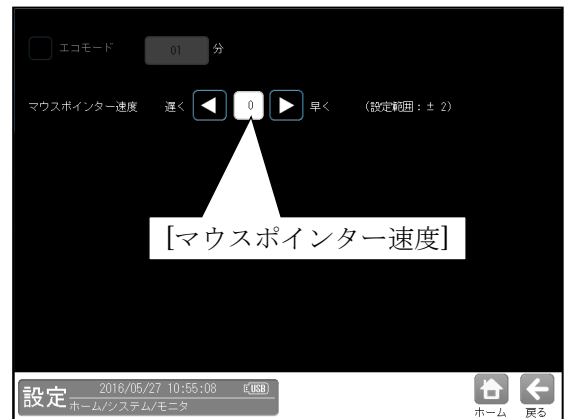 エコモード 01 分
マウスポインター速度 遅く ◀ 0 ▶ 早く (設定範囲：± 2)
[マウスポインター速度]
設定 2016/05/27 10:55:08 USB
ホーム/システム/モニタ
ホーム 戻る